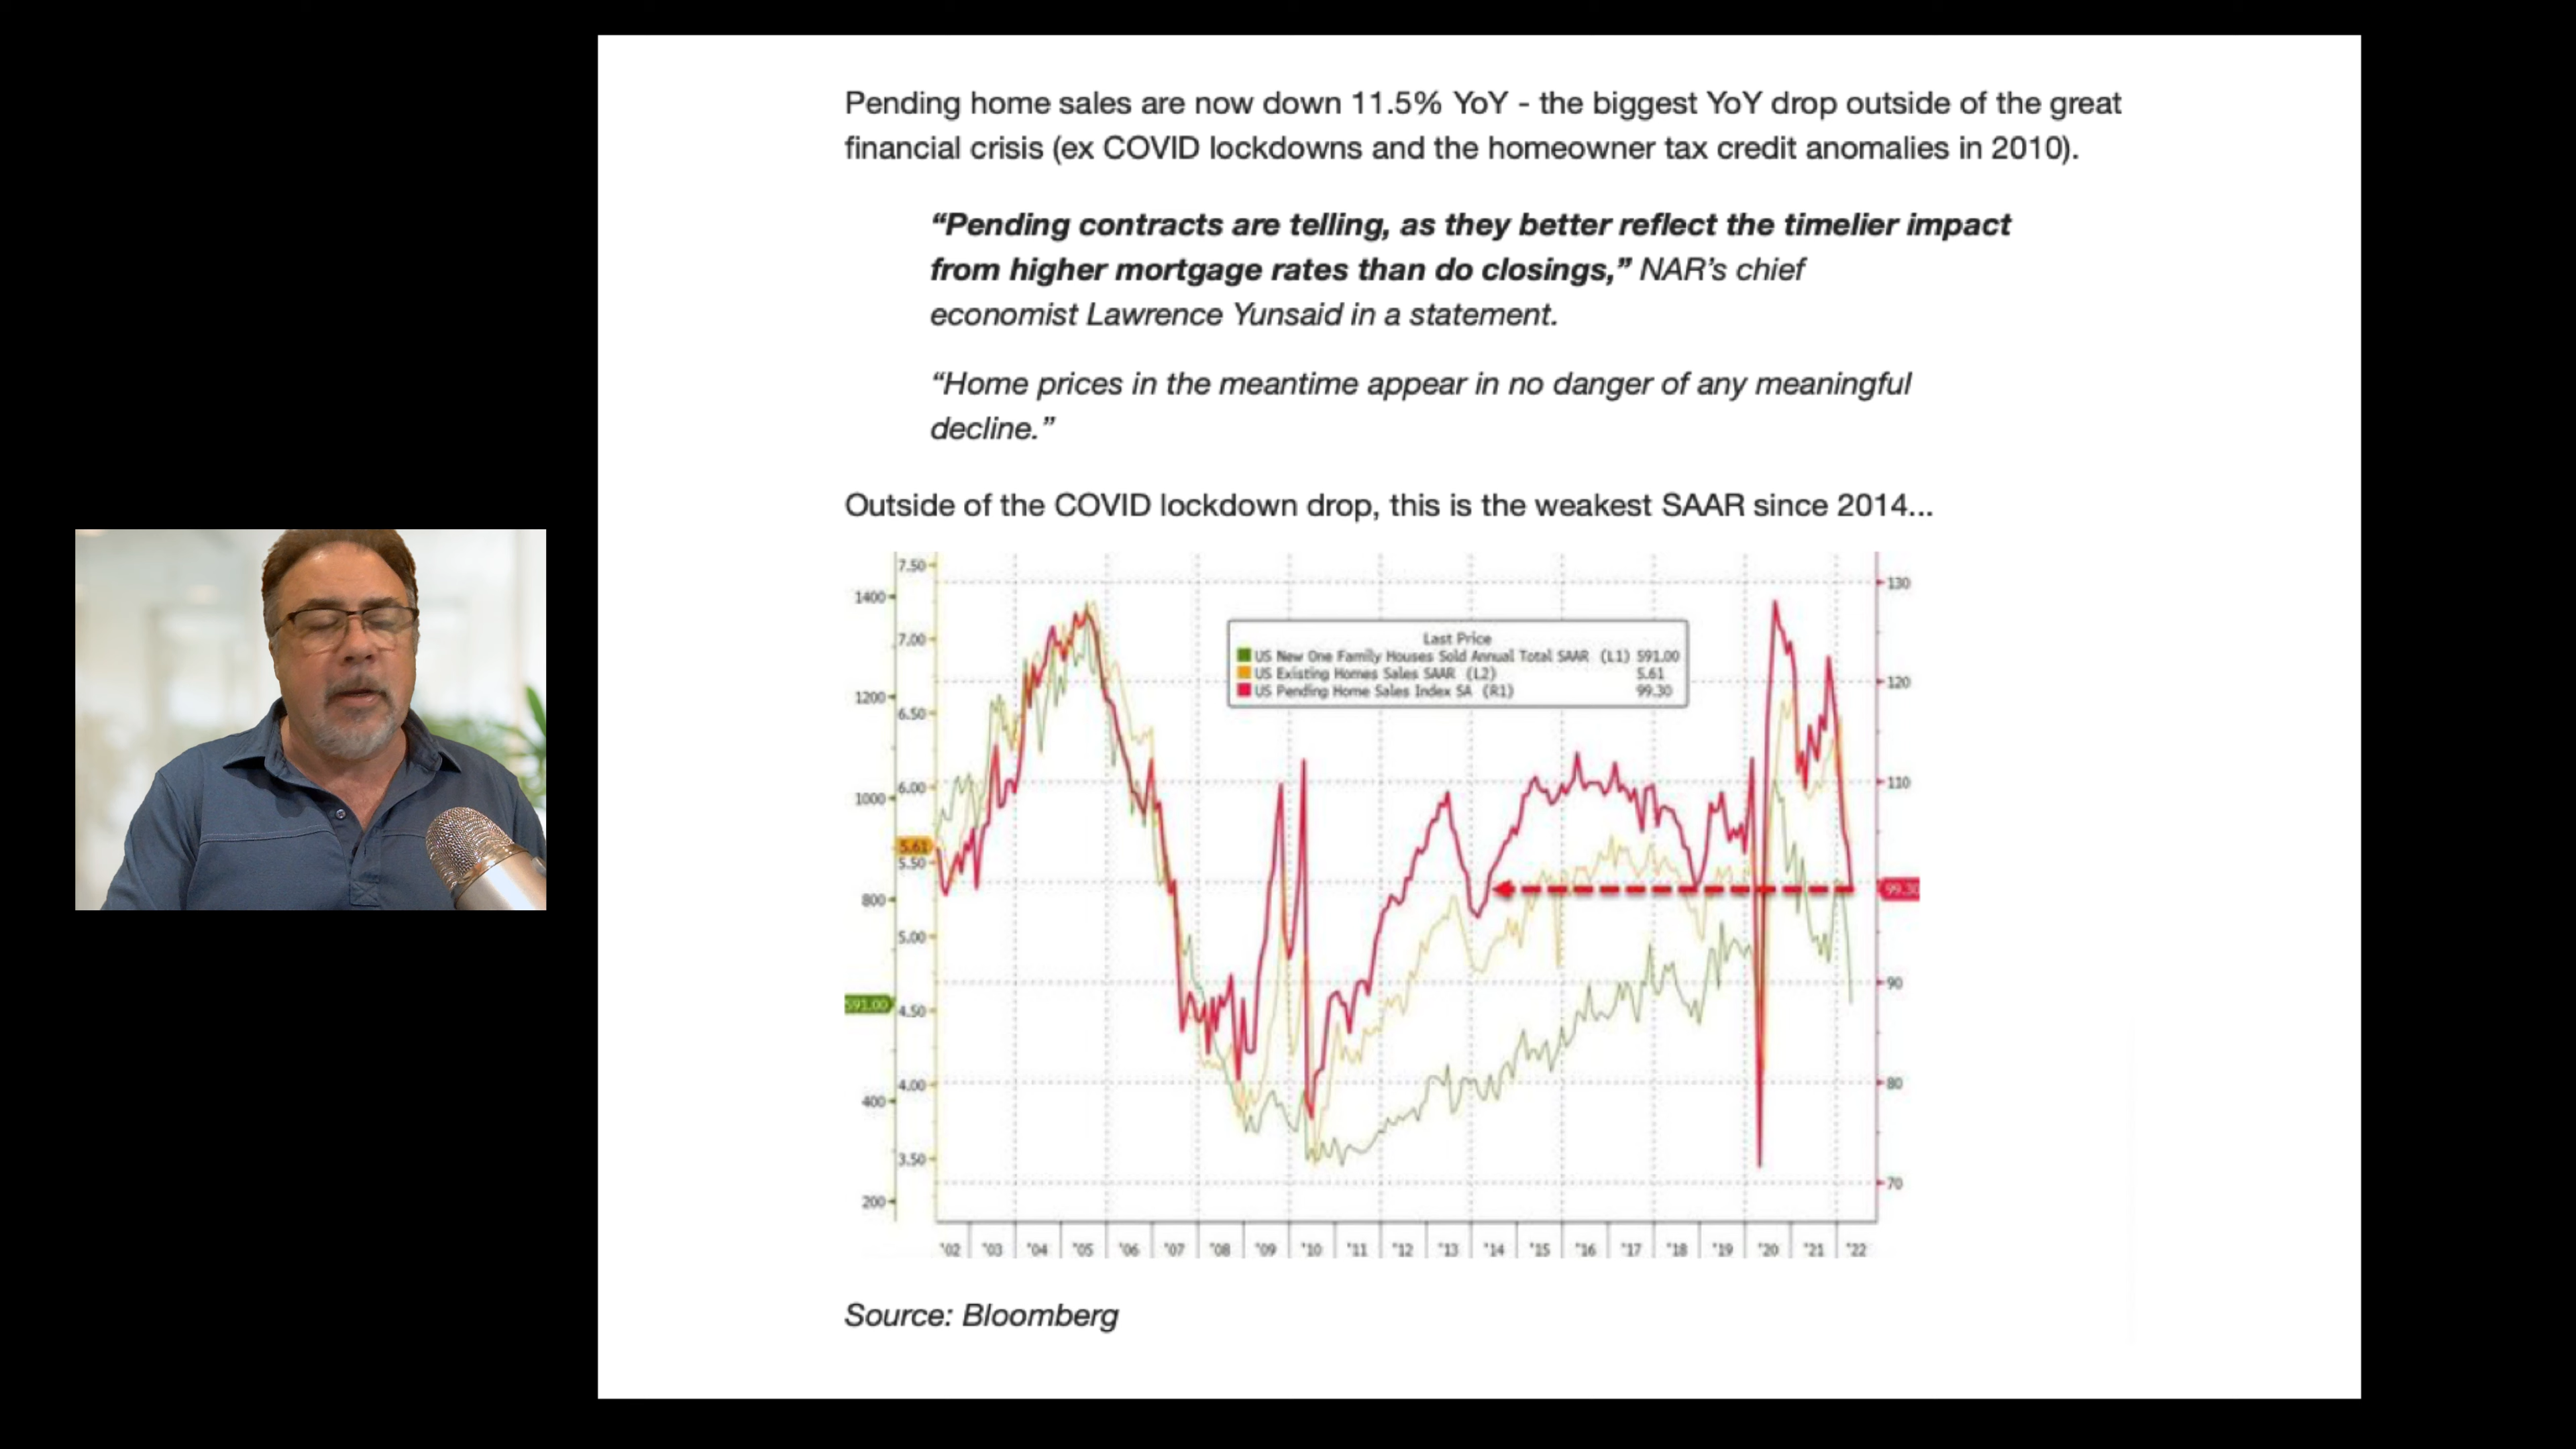 Pending home sales are now down 11.5% YoY - the biggest YoY drop outside of the great
financial crisis (ex COVID lockdowns and the homeowner tax credit anomalies in 2010).
“Pending contracts are telling, as they better reflect the timelier impact
from higher mortgage rates than do closings,” NAR’s chief
economist Lawrence Yunsaid in a statement.
“Home prices in the meantime appear in no danger of any meaningful
decline.”
Outside of the COVID lockdown drop, this is the weakest SAAR since 2014...
Last Price
US New One Family Houses Sold Annual Total SAAR (L1) 591.00
US Existing Homes Sales SAAR (L2) 5.61
US Pending Home Sales Index SA (R1) 99.30
1400
1200
1000
800
591.00
400
200
7.50
7.00
6.50
6.00
5.61
5.50
5.00
4.50
4.00
3.50
130
120
110
99.30
90
80
70
'02 '03 '04 '05 '06 '07 '08 '09 '10 '11 '12 '13 '14 '15 '16 '17 '18 '19 '20 '21 '22
Source: Bloomberg